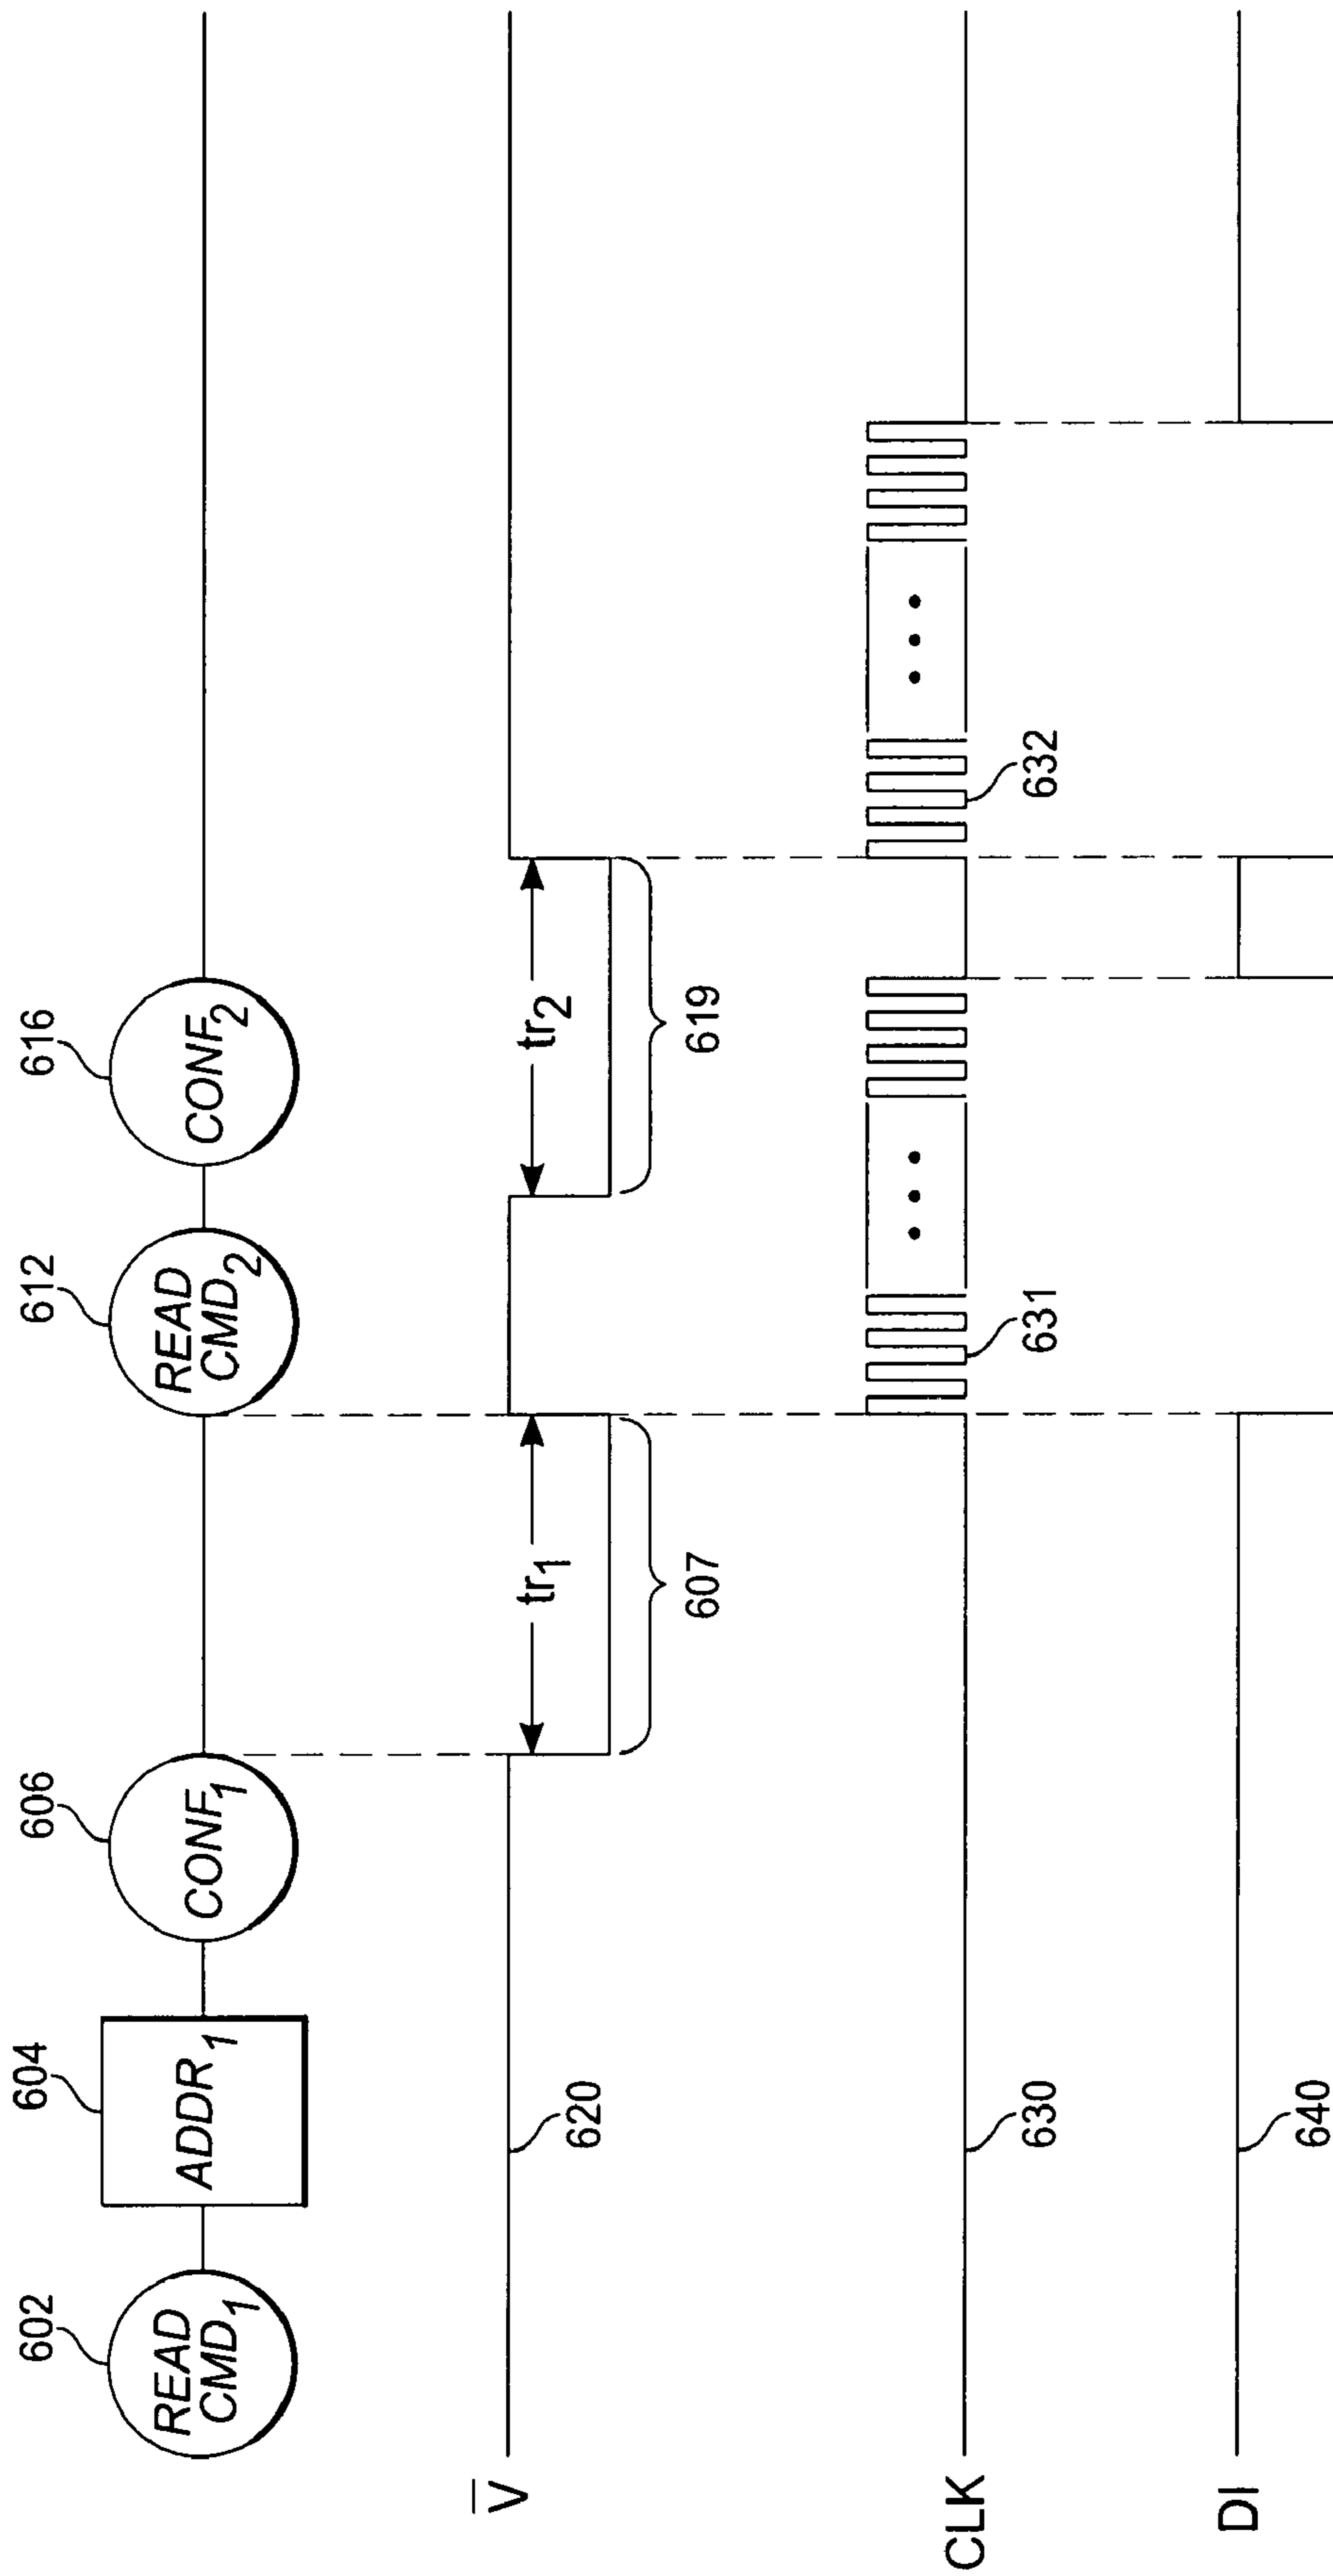 602
READ
CMD1
604
ADDR1
606
CONF1
612
READ
CMD2
616
CONF2
V̅
620
tr1
607
tr2
619
CLK
630
631
632
DI
640